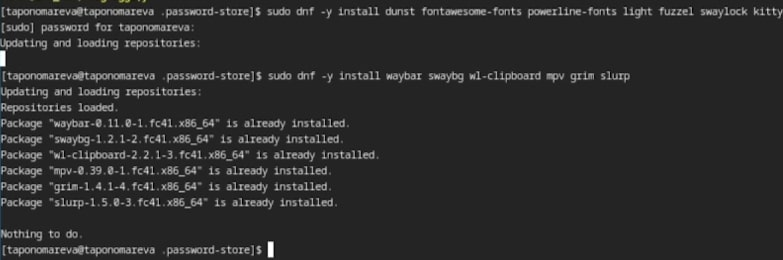 [taponomareva@taponomareva .password-store]$ sudo dnf -y install dunst fontawesome-fonts powerline-fonts light fuzzel swaylock kitty
[sudo] password for taponomareva:
Updating and loading repositories:
[taponomareva@taponomareva .password-store]$ sudo dnf -y install waybar swaybg wl-clipboard mpv grim slurp
Updating and loading repositories:
Repositories loaded.
Package "waybar-0.11.0-1.fc41.x86_64" is already installed.
Package "swaybg-1.2.1-2.fc41.x86_64" is already installed.
Package "wl-clipboard-2.2.1-3.fc41.x86_64" is already installed.
Package "mpv-0.39.0-1.fc41.x86_64" is already installed.
Package "grim-1.4.1-4.fc41.x86_64" is already installed.
Package "slurp-1.5.0-3.fc41.x86_64" is already installed.
Nothing to do.
[taponomareva@taponomareva .password-store]$